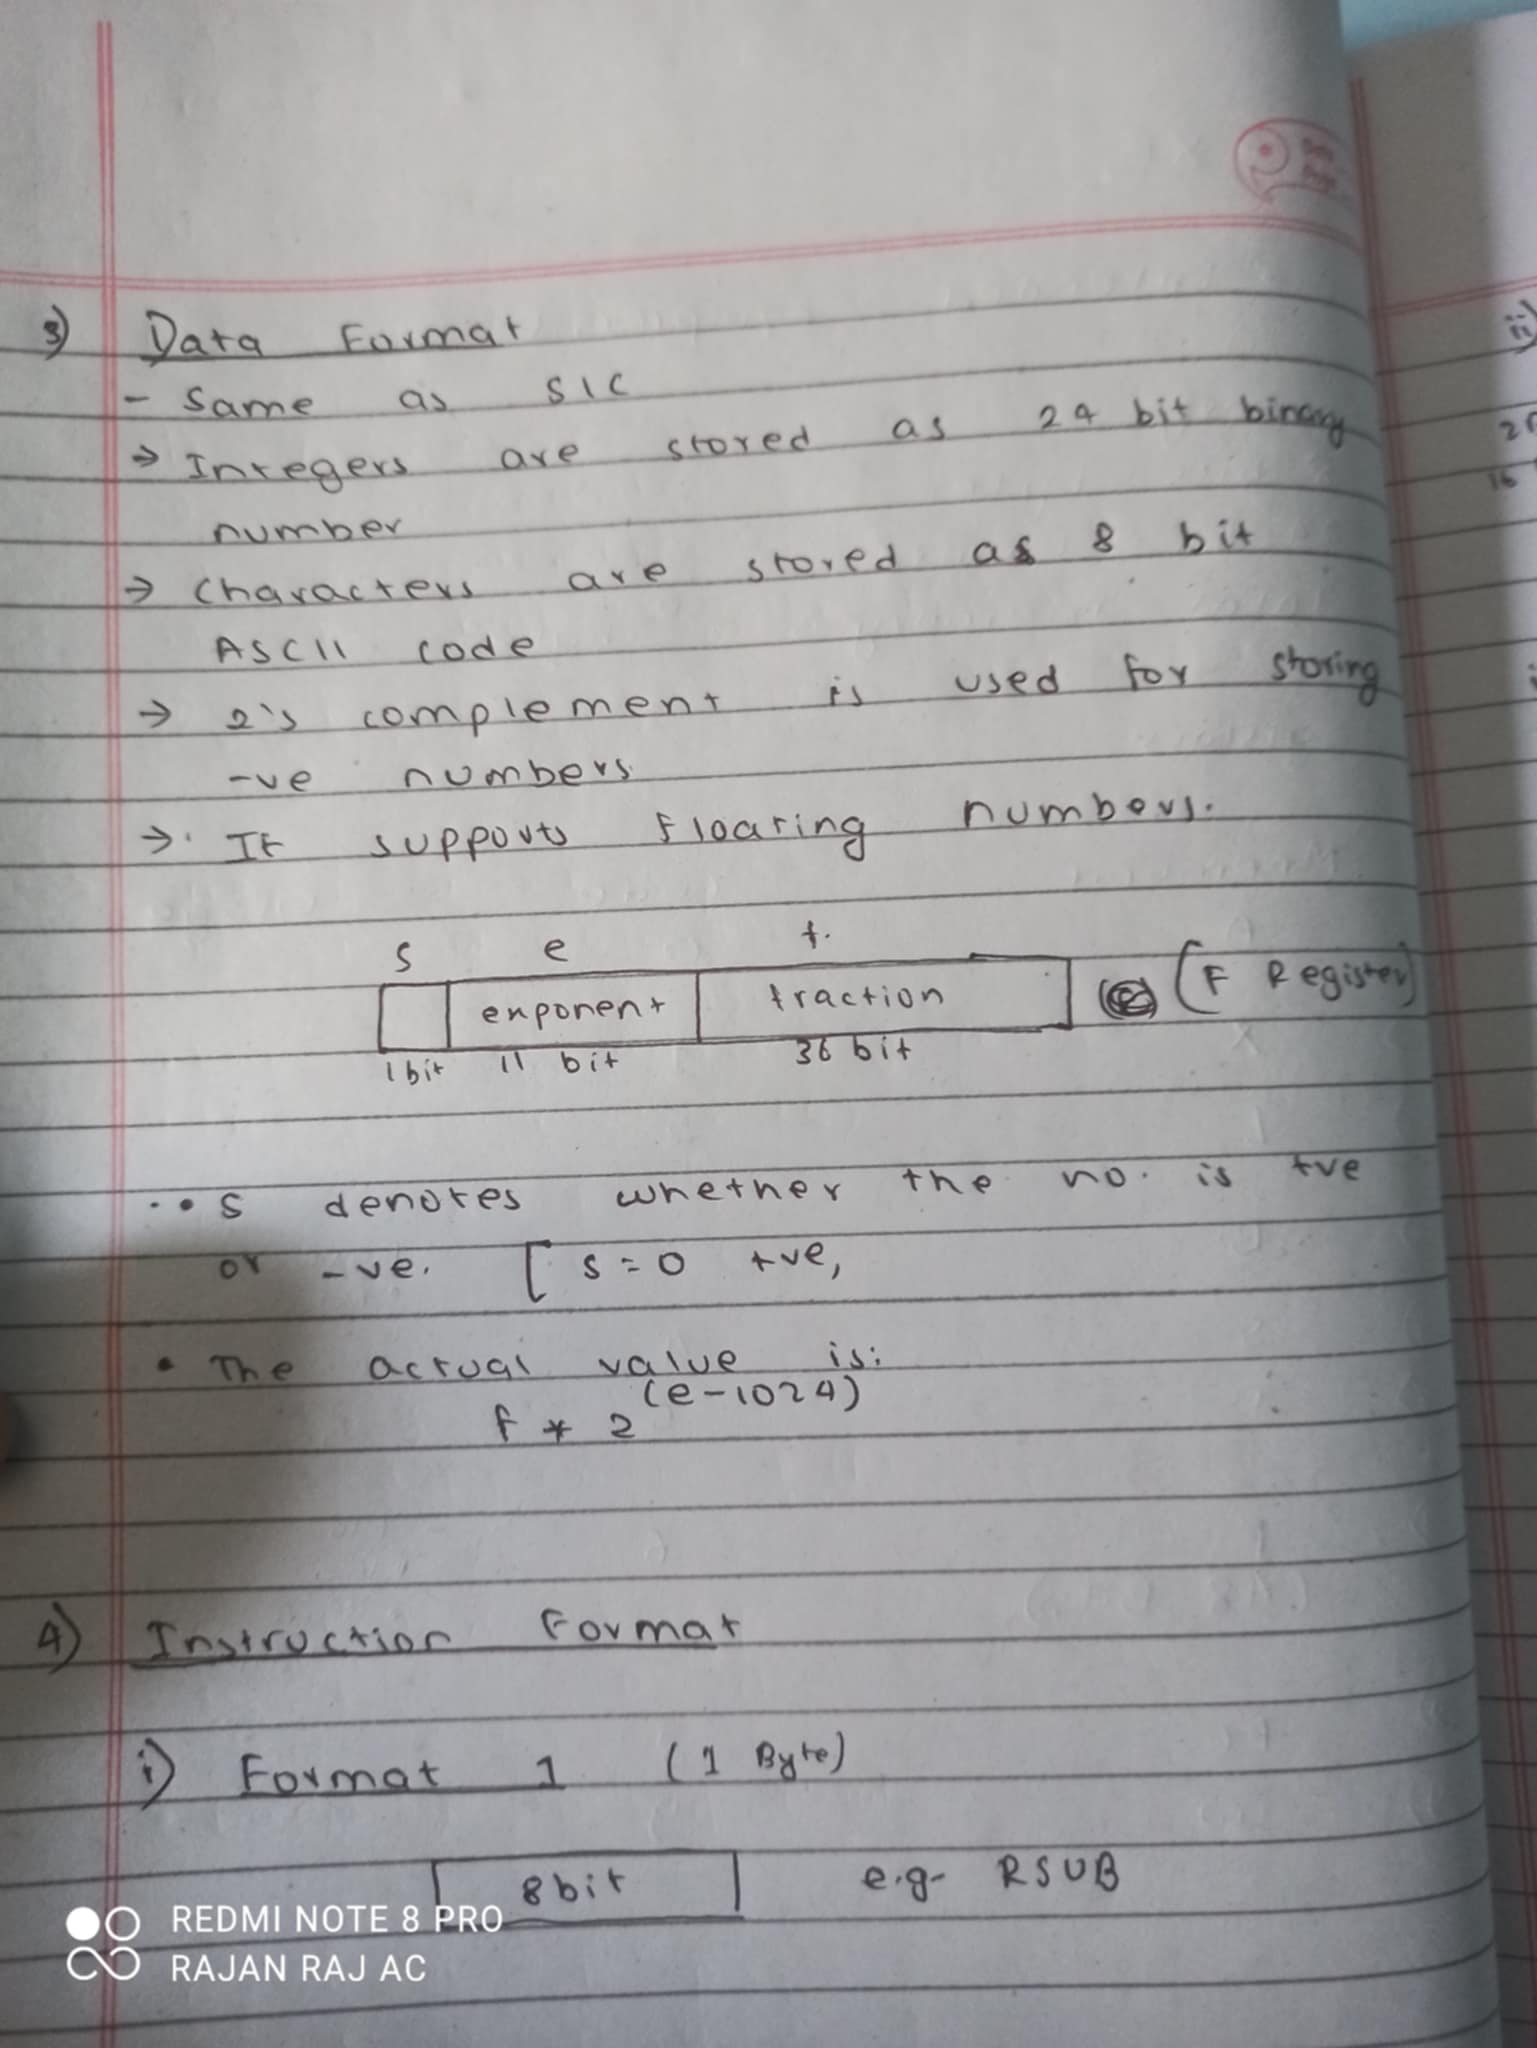 3) Data Format
- Same as SIC
→ Integers are stored as 24 bit binary
number
→ Characters are stored as 8 bit
ASCII code
→ 2's complement is used for storing
-ve numbers.
→ It supports floating numbers.
s e f.
exponent fraction (F Register)
1 bit 11 bit 36 bit
• s denotes whether the no. is +ve
or -ve. [ s = 0 +ve,
• The actual value is:
f * 2 (e-1024)
4) Instruction Format
i) Format 1 (1 Byte)
8 bit e.g- RSUB
REDMI NOTE 8 PRO
RAJAN RAJ AC
ii)